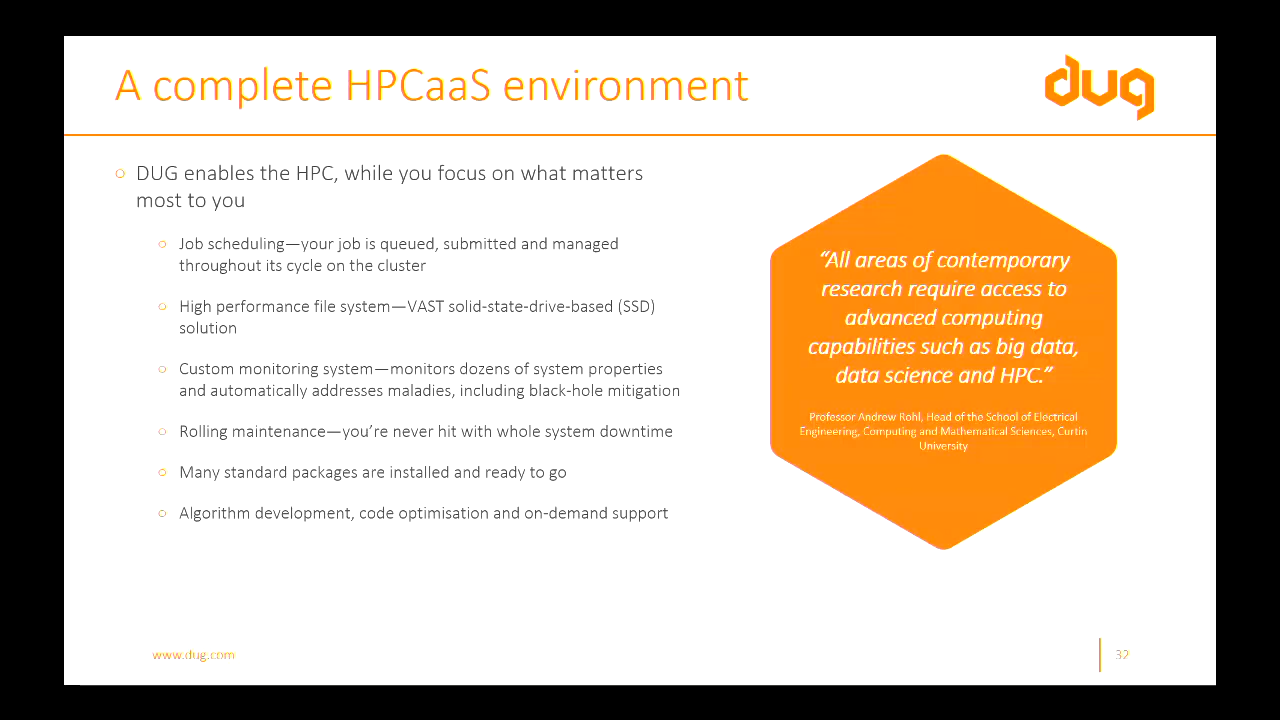 A complete HPCaaS environment
dug
DUG enables the HPC, while you focus on what matters
most to you
Job scheduling—your job is queued, submitted and managed
throughout its cycle on the cluster
High performance file system—VAST solid-state-drive-based (SSD)
solution
Custom monitoring system—monitors dozens of system properties
and automatically addresses maladies, including black-hole mitigation
Rolling maintenance—you’re never hit with whole system downtime
Many standard packages are installed and ready to go
Algorithm development, code optimisation and on-demand support
“All areas of contemporary
research require access to
advanced computing
capabilities such as big data,
data science and HPC.”
Professor Andrew Rohl, Head of the School of Electrical
Engineering, Computing and Mathematical Sciences, Curtin
University
www.dug.com
32